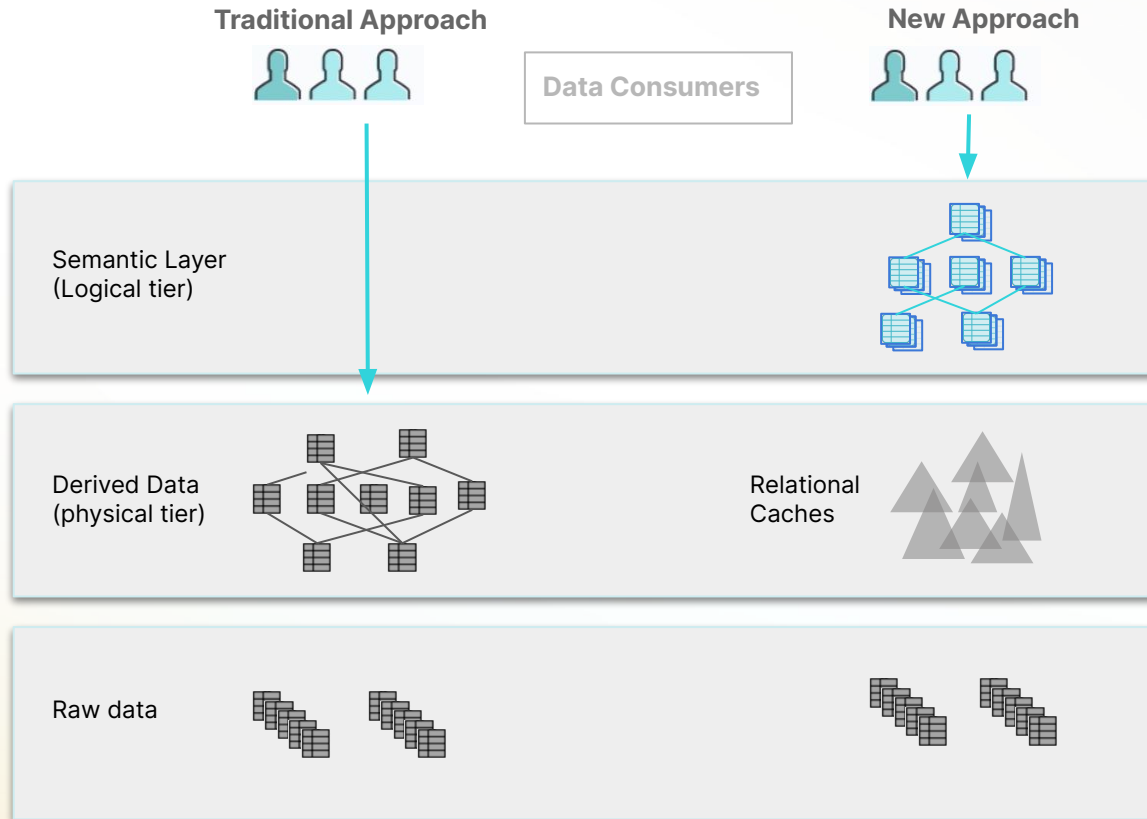 Traditional Approach
New Approach
Data Consumers
Semantic Layer
(Logical tier)
Derived Data
(physical tier)
Relational
Caches
Raw data